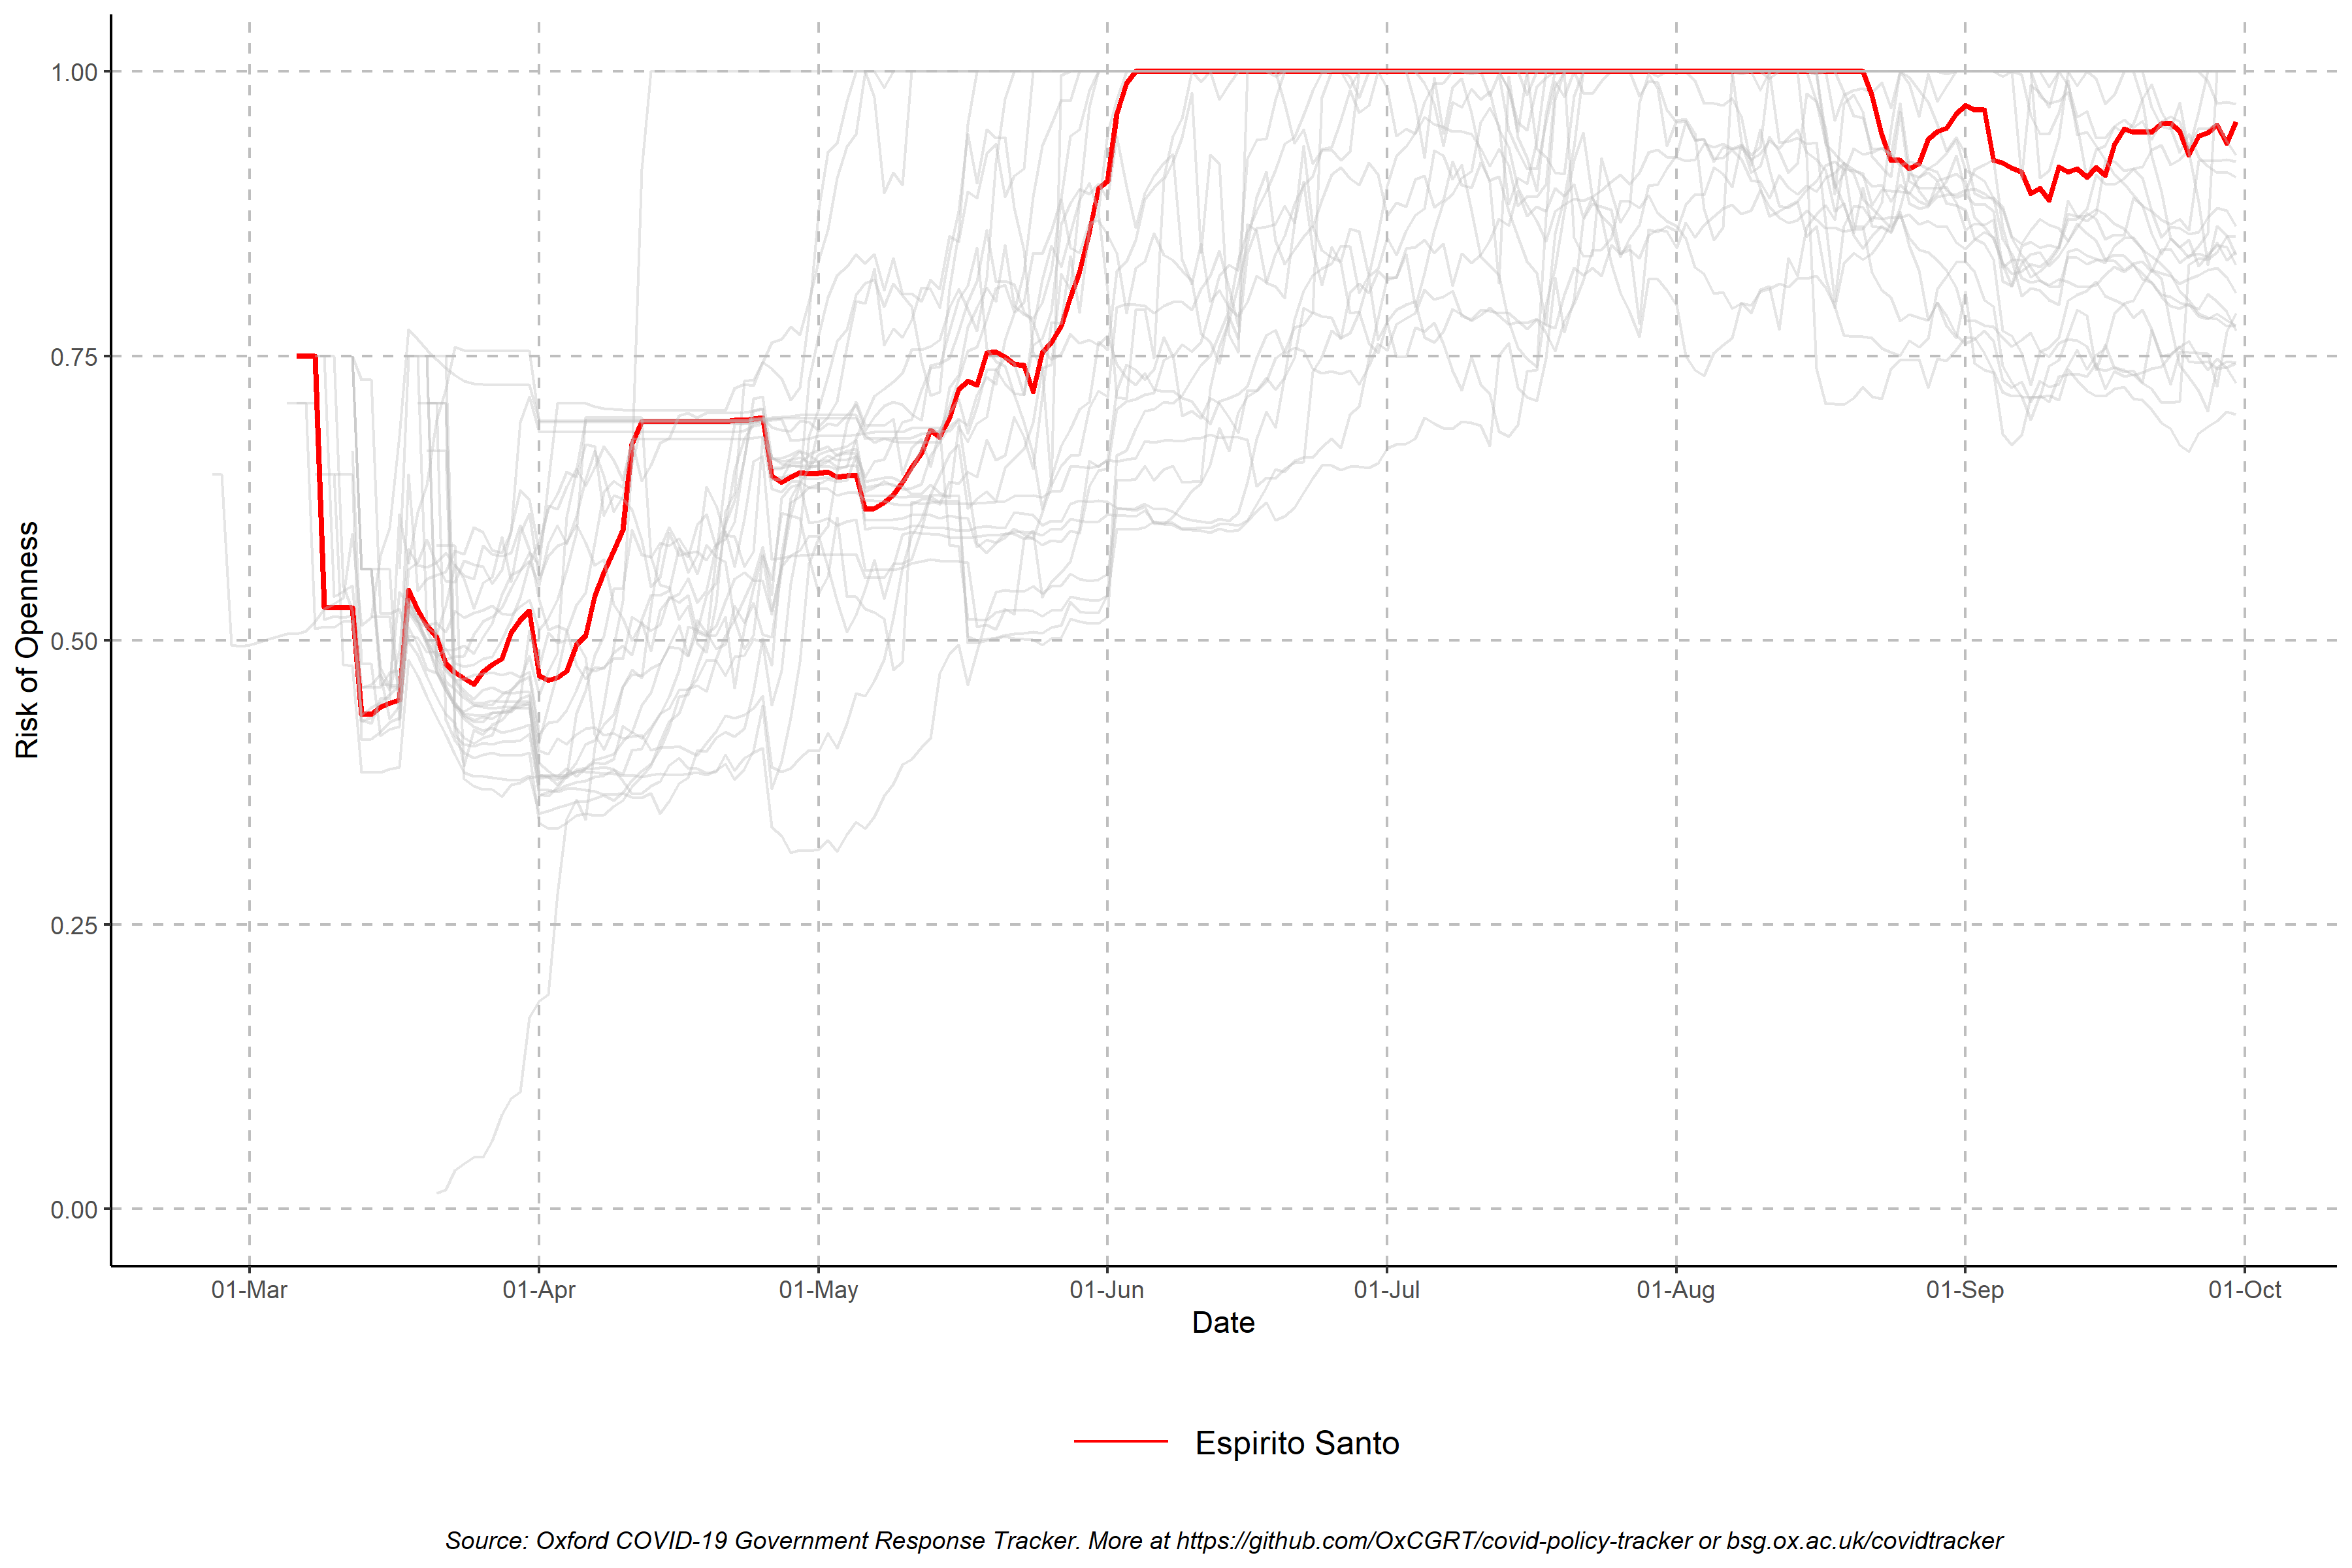 1.00
0.75
0.50
0.25
0.00
Risk of Openness
01-Mar 01-Apr 01-May 01-Jun 01-Jul 01-Aug 01-Sep 01-Oct
Date
Espirito Santo
Source: Oxford COVID-19 Government Response Tracker. More at https://github.com/OxCGRT/covid-policy-tracker or bsg.ox.ac.uk/covidtracker